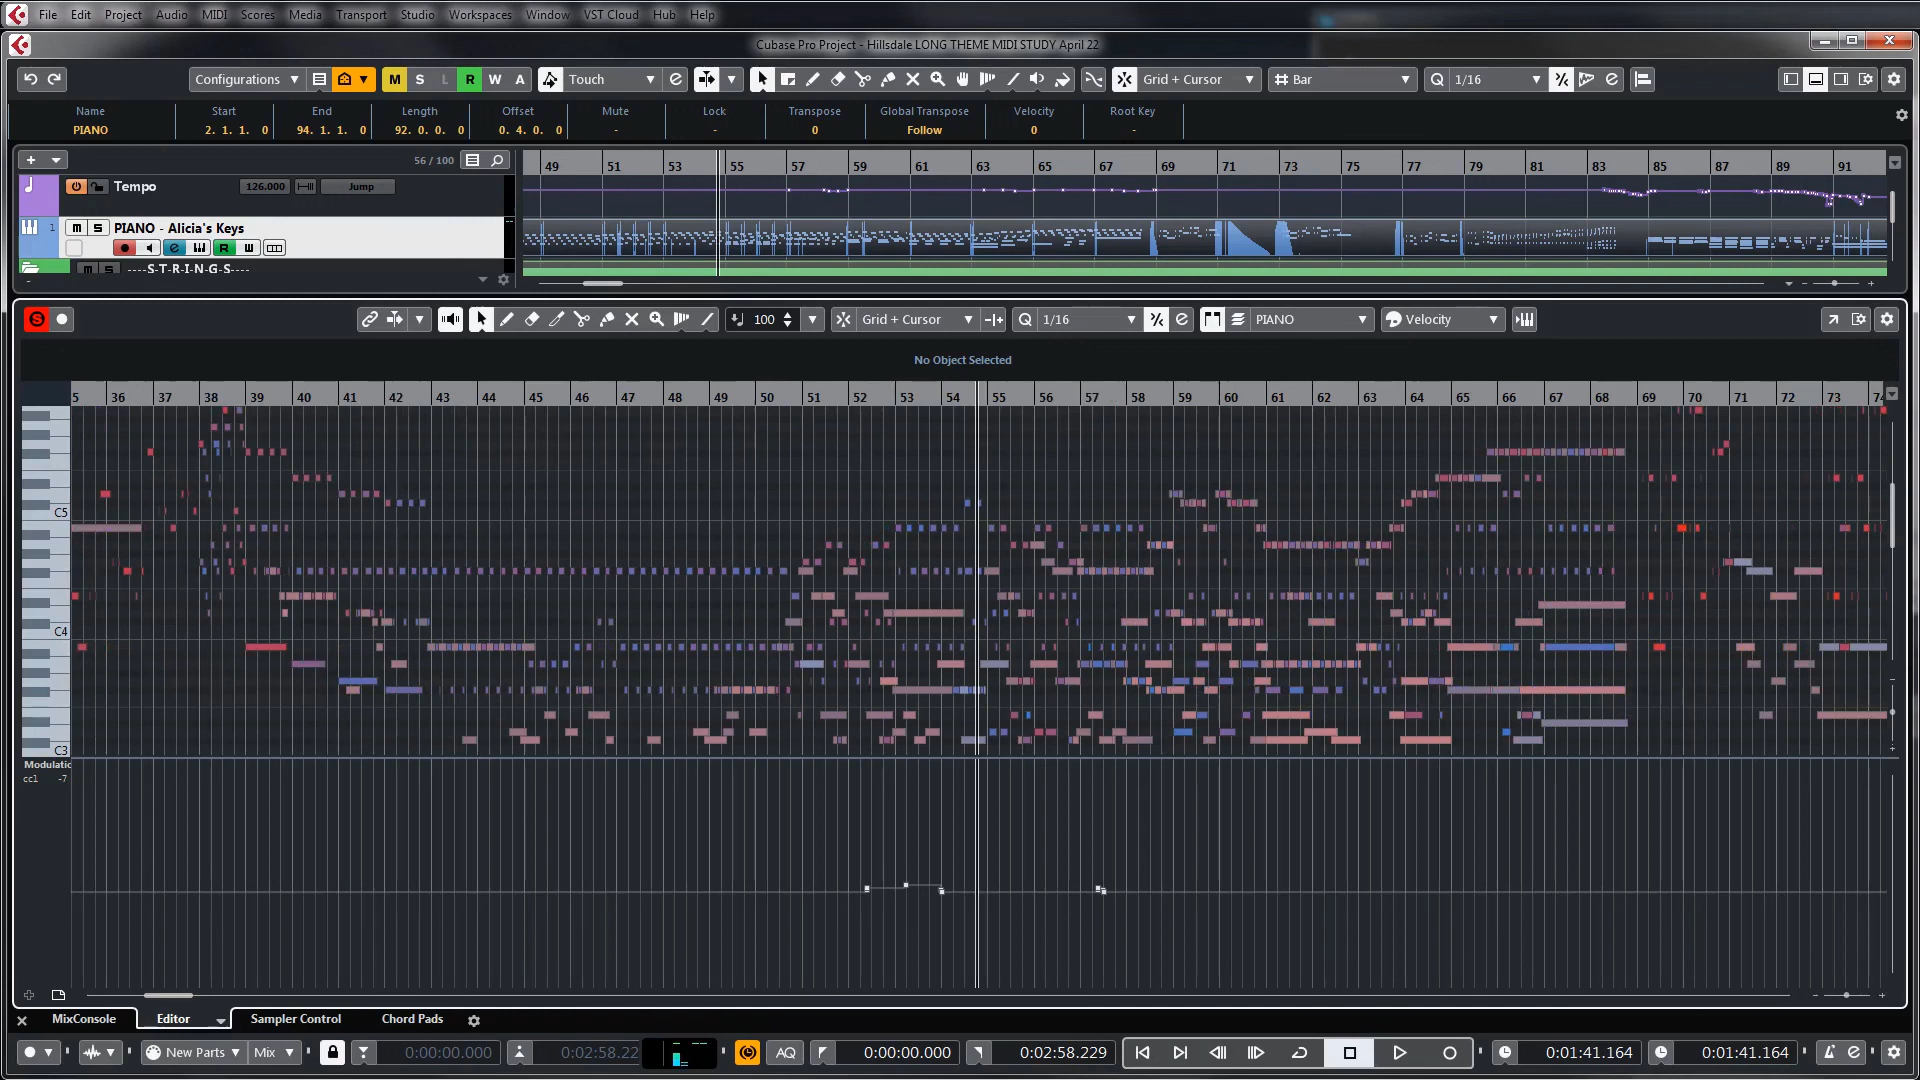 File Edit Project Audio MIDI Scores Media Transport Studio Workspaces Window VST Cloud Hub Help
Cubase Pro Project - Hillsdale LONG THEME MIDI STUDY April 22
Configurations M S L R W A Touch Grid + Cursor Bar Q 1/16
Name Start End Length Offset Mute Lock Transpose Global Transpose Velocity Root Key
PIANO 2. 1. 1. 0 94. 1. 1. 0 92. 0. 0. 0 0. 4. 0. 0 - - 0 Follow 0 -
56 / 100 49 51 53 55 57 59 61 63 65 67 69 71 73 75 77 79 81 83 85 87 89 91
Tempo 126.000 Jump
1 m S PIANO - Alicia's Keys
e R
m S ----S-T-R-I-N-G-S----
S 100 Grid + Cursor Q 1/16 PIANO Velocity
No Object Selected
5 36 37 38 39 40 41 42 43 44 45 46 47 48 49 50 51 52 53 54 55 56 57 58 59 60 61 62 63 64 65 66 67 68 69 70 71 72 73 74
C5
C4
C3
Modulatic
cc1 -7
MixConsole Editor Sampler Control Chord Pads
New Parts Mix 0:00:00.000 0:02:58.22 AQ 0:00:00.000 0:02:58.229 0:01:41.164 0:01:41.164